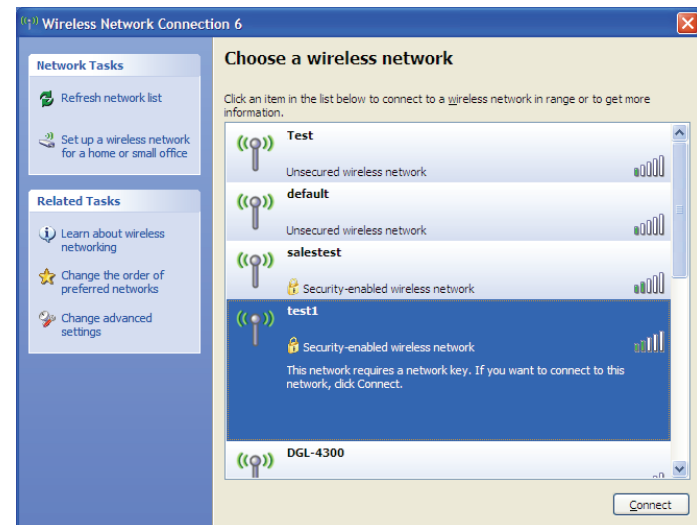 Wireless Network Connection 6
Network Tasks
Refresh network list
Set up a wireless network
for a home or small office
Related Tasks
Learn about wireless
networking
Change the order of
preferred networks
Change advanced
settings
Choose a wireless network
Click an item in the list below to connect to a wireless network in range or to get more
information.
Test
Unsecured wireless network
default
Unsecured wireless network
salestest
Security-enabled wireless network
test1
Security-enabled wireless network
This network requires a network key. If you want to connect to this
network, click Connect.
DGL-4300
Connect